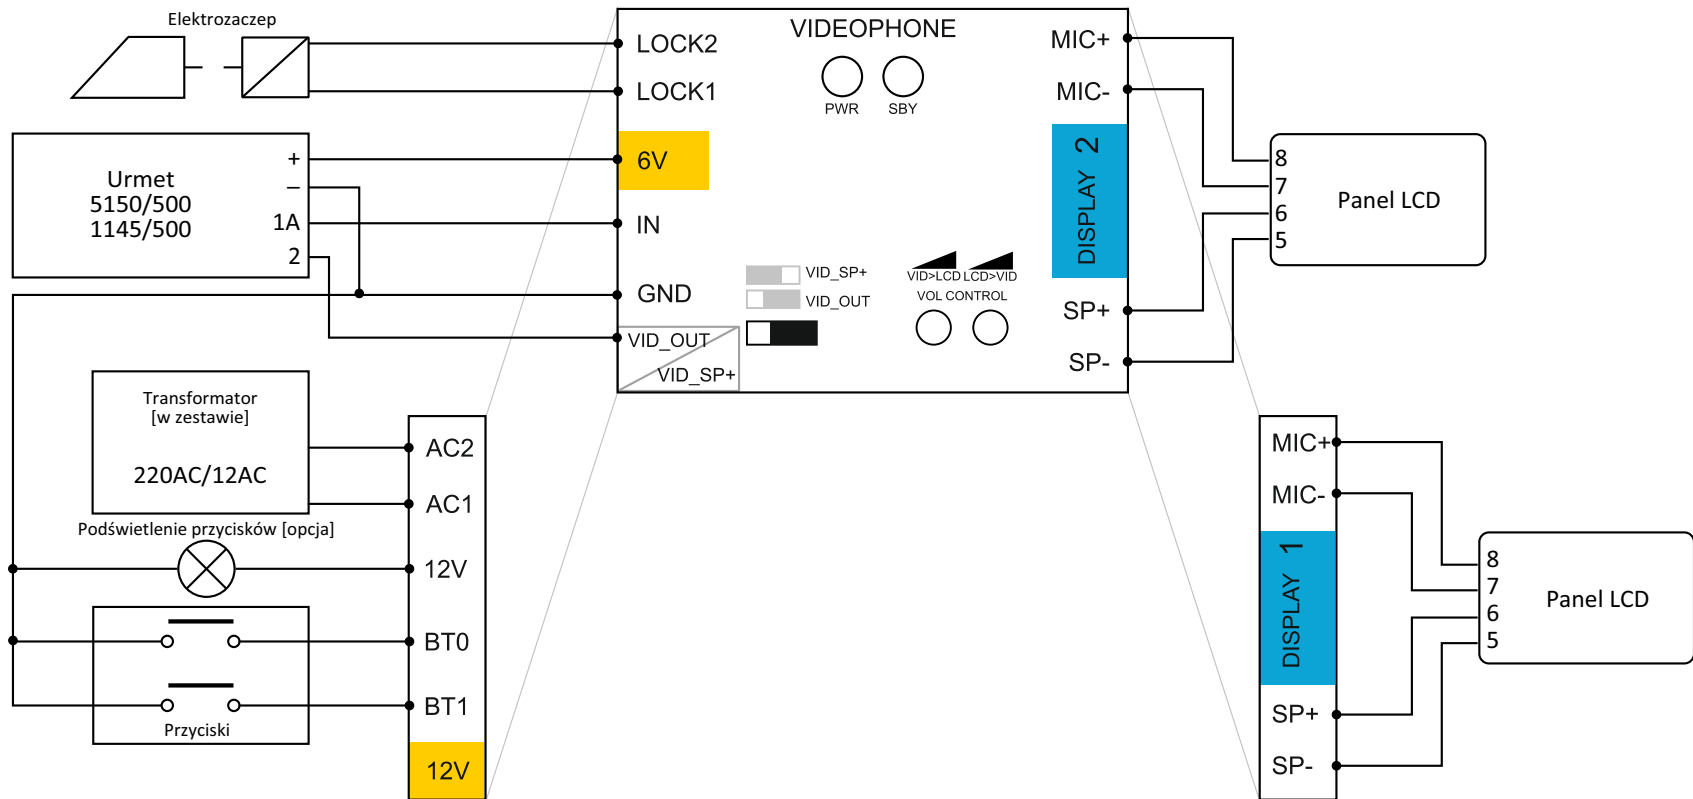 Elektrozaczep
VIDEOPHONE
PWR
SBY
LOCK2
LOCK1
6V
IN
GND
VID_OUT
VID_SP+
VID_SP+
VID_OUT
VID>LCD
LCD>VID
VOL CONTROL
MIC+
MIC-
DISPLAY 2
SP+
SP-
8
7
6
5
Panel LCD
Urmet
5150/500
1145/500
+
–
1A
2
Transformator
[w zestawie]
220AC/12AC
Podświetlenie przycisków [opcja]
Przyciski
AC2
AC1
12V
BT0
BT1
12V
MIC+
MIC-
DISPLAY 1
SP+
SP-
8
7
6
5
Panel LCD